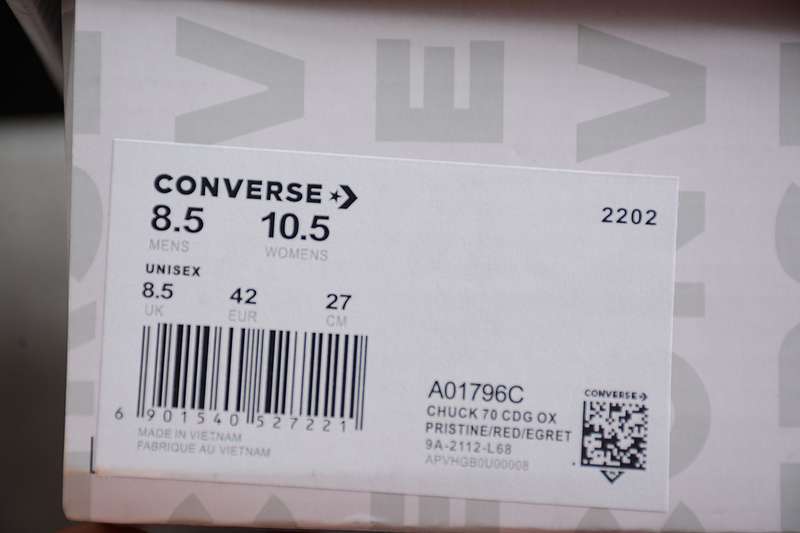 CONVERSE
2202
8.5 10.5
MENS WOMENS
UNISEX
8.5 42 27
UK EUR CM
6 901540 527221
MADE IN VIETNAM
FABRIQUE AU VIETNAM
A01796C
CHUCK 70 CDG OX
PRISTINE/RED/EGRET
9A-2112-L68
APVHGB0U00008
CONVERSE